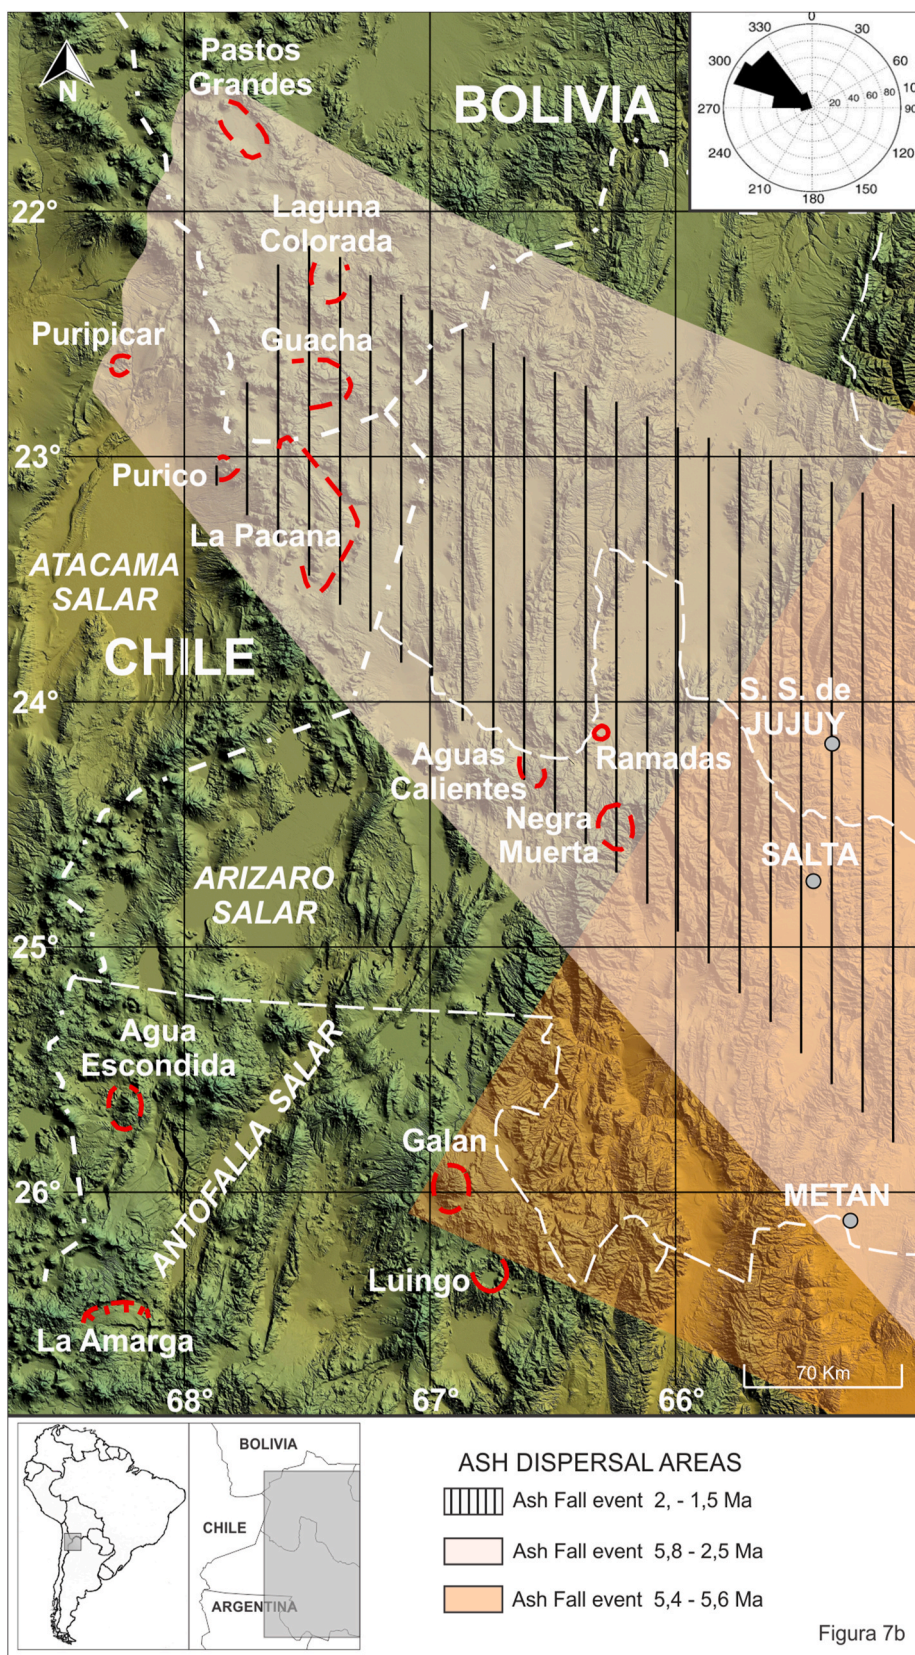 N
Pastos
Grandes
BOLIVIA
0
30
60
10
90
120
150
180
210
240
270
300
330
20 40 60 80
22°
Laguna
Colorada
Puripicar
Guacha
23°
Purico
La Pacana
ATACAMA
SALAR
CHILE
24°
S. S. de
JUJUY
Aguas
Calientes
Ramadas
Negra
Muerta
SALTA
ARIZARO
SALAR
25°
Agua
Escondida
ANTOFALLA SALAR
Galan
26°
METAN
Luingo
La Amarga
70 Km
68°
67°
66°
BOLIVIA
CHILE
ARGENTINA
ASH DISPERSAL AREAS
Ash Fall event 2, - 1,5 Ma
Ash Fall event 5,8 - 2,5 Ma
Ash Fall event 5,4 - 5,6 Ma
Figura 7b